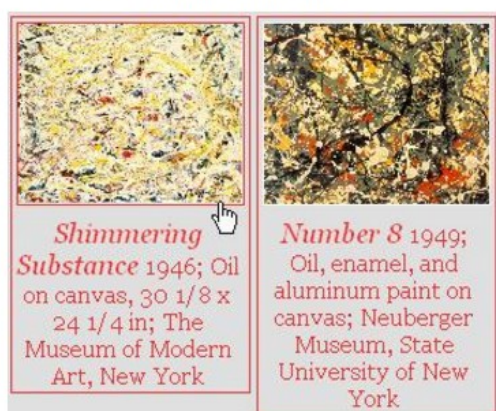 Shimmering
Substance 1946; Oil
on canvas, 30 1/8 x
24 1/4 in; The
Museum of Modern
Art, New York
Number 8 1949;
Oil, enamel, and
aluminum paint on
canvas; Neuberger
Museum, State
University of New
York